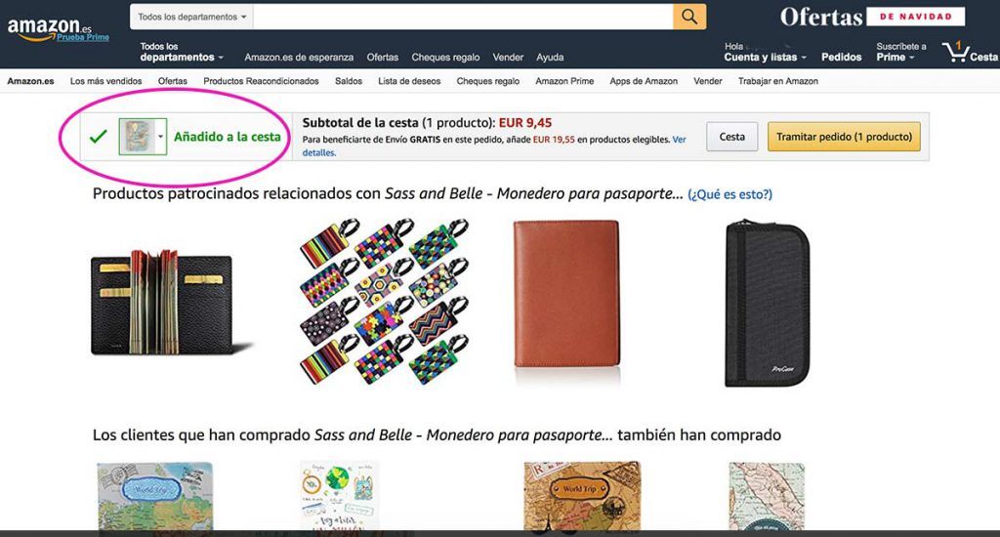 amazon.es
Prueba Prime
Todos los departamentos
Ofertas DE NAVIDAD
Todos los departamentos
Amazon.es de esperanza Ofertas Cheques regalo Vender Ayuda
Hola
Cuenta y listas
Pedidos
Suscríbete a
Prime
1
Cesta
Amazon.es Los más vendidos Ofertas Productos Reacondicionados Saldos Lista de deseos Cheques regalo Amazon Prime Apps de Amazon Vender Trabajar en Amazon
Añadido a la cesta
Subtotal de la cesta (1 producto): EUR 9,45
Para beneficiarte de Envío GRATIS en este pedido, añade EUR 19,55 en productos elegibles. Ver
detalles.
Cesta
Tramitar pedido (1 producto)
Productos patrocinados relacionados con Sass and Belle - Monedero para pasaporte... (¿Qué es esto?)
ProCase
Los clientes que han comprado Sass and Belle - Monedero para pasaporte... también han comprado
World Trip
World Trip